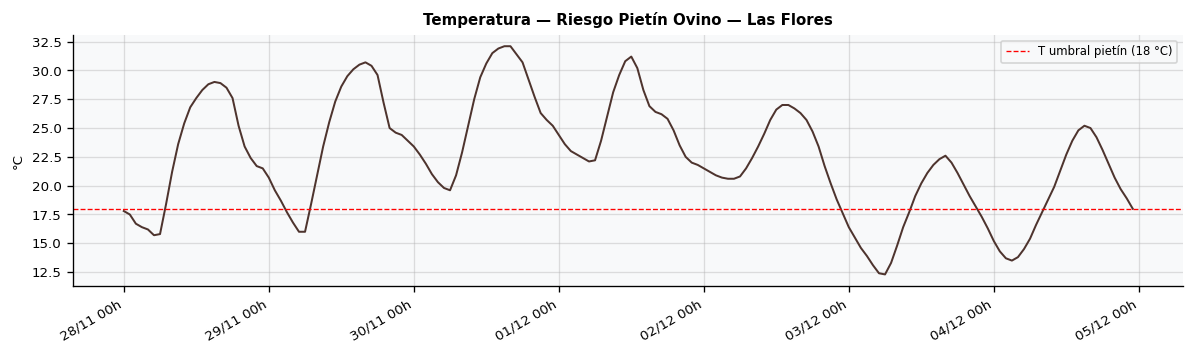 Temperatura — Riesgo Pietín Ovino — Las Flores
T umbral pietín (18 °C)
°C
32.5
30.0
27.5
25.0
22.5
20.0
17.5
15.0
12.5
28/11 00h
29/11 00h
30/11 00h
01/12 00h
02/12 00h
03/12 00h
04/12 00h
05/12 00h